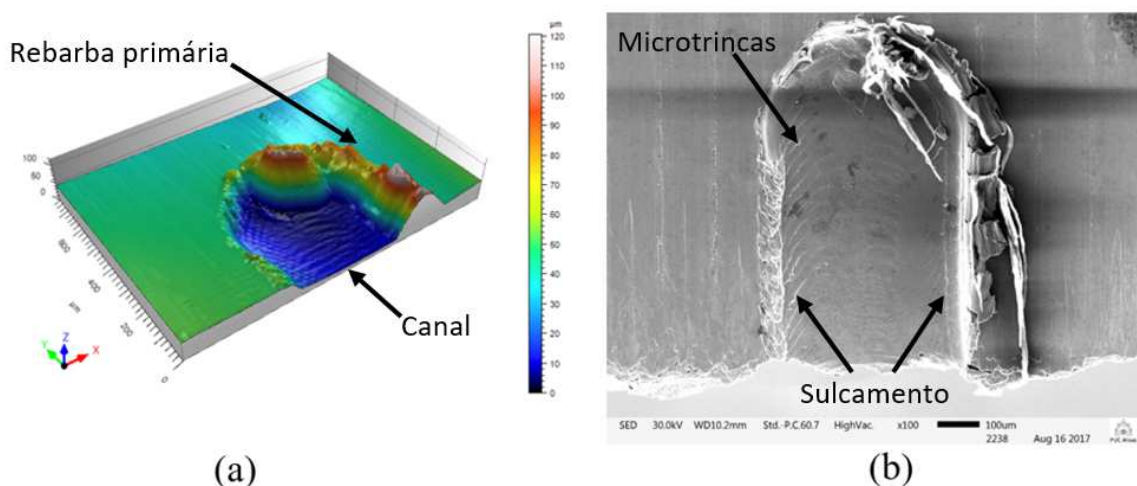 Rebarba primária
Canal
µm
120
110
100
90
80
70
60
50
40
30
20
10
0
100
50
0
800
600
400
200
0
µm
Z
Y
X
(a)
Microtrincas
Sulcamento
SED 30.0kV WD10.2mm Std.-P.C.60.7 HighVac. x100 100um
2238 Aug 16 2017
(b)